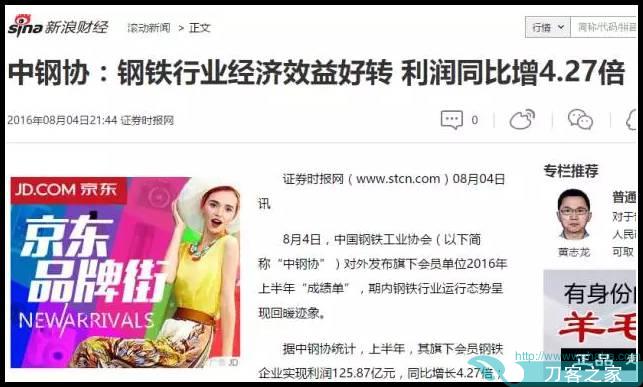 sina 新浪财经 滚动新闻 > 正文 行情 简称/代码/拼音
中钢协：钢铁行业经济效益好转 利润同比增4.27倍
2016年08月04日21:44 证券时报网 0
JD.COM 京东
京东
品牌街
NEW/ARRIVALS
广告 JD
证券时报网（www.stcn.com）08月04日
讯
8月4日，中国钢铁工业协会（以下简
称“中钢协”）对外发布旗下会员单位2016年
上半年“成绩单”，期内钢铁行业运行态势呈
现回暖迹象。
据中钢协统计，上半年，其旗下会员钢铁
企业实现利润125.87亿元，同比增长4.27倍，
专栏推荐
黄志龙
普通
对于
人民
可取
有身份的
羊毛
正品
刀客之家